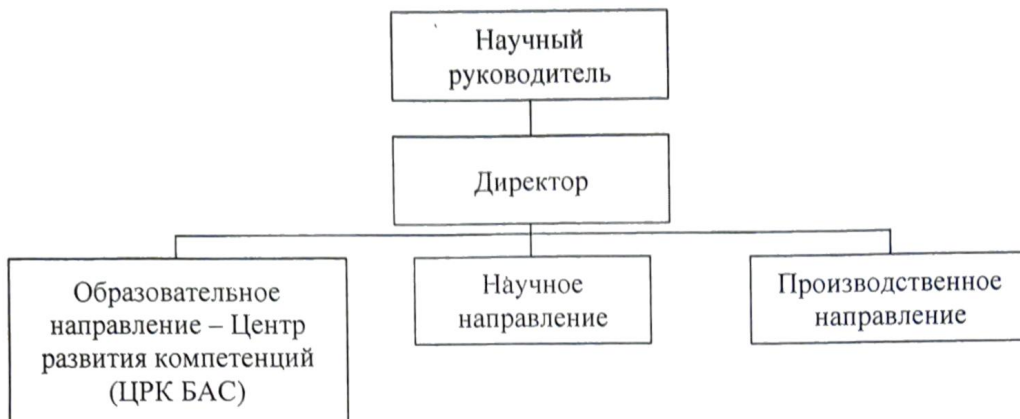 Научный
руководитель
Директор
Образовательное
направление – Центр
развития компетенций
(ЦРК БАС)
Научное
направление
Производственное
направление